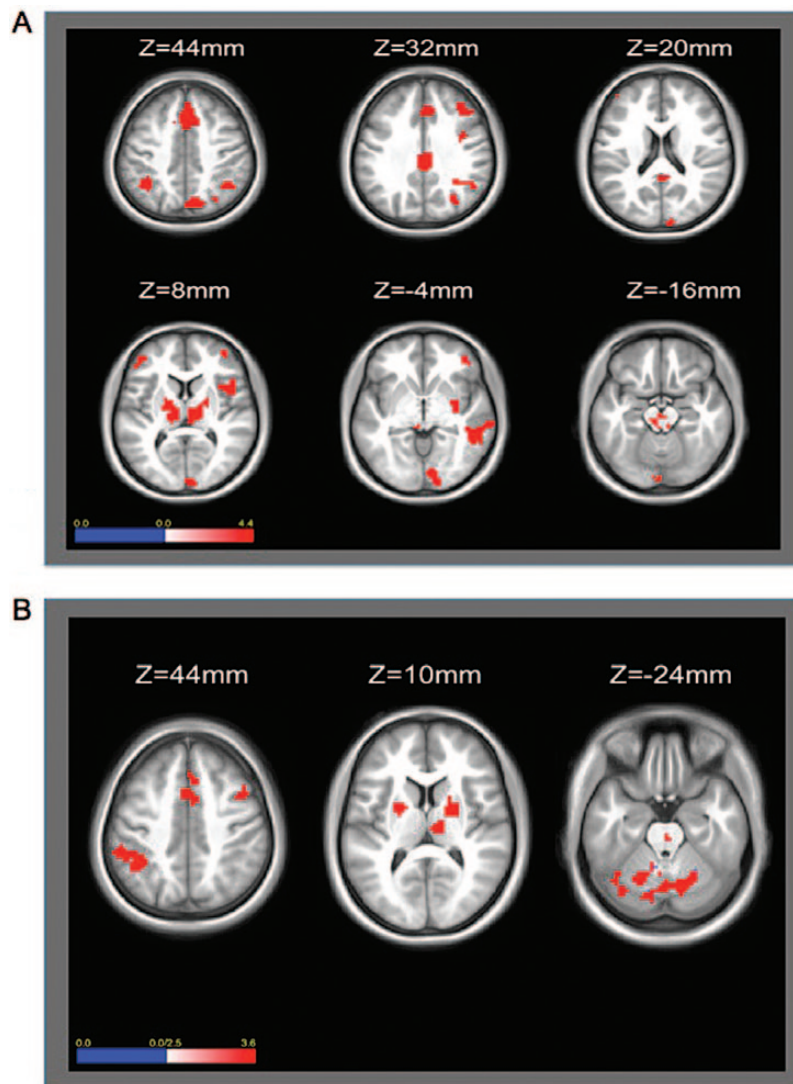 A
Z=44mm Z=32mm Z=20mm
Z=8mm Z=-4mm Z=-16mm
0.0 0.0 4.4
B
Z=44mm Z=10mm Z=-24mm
0.0 0.0/2.5 3.6